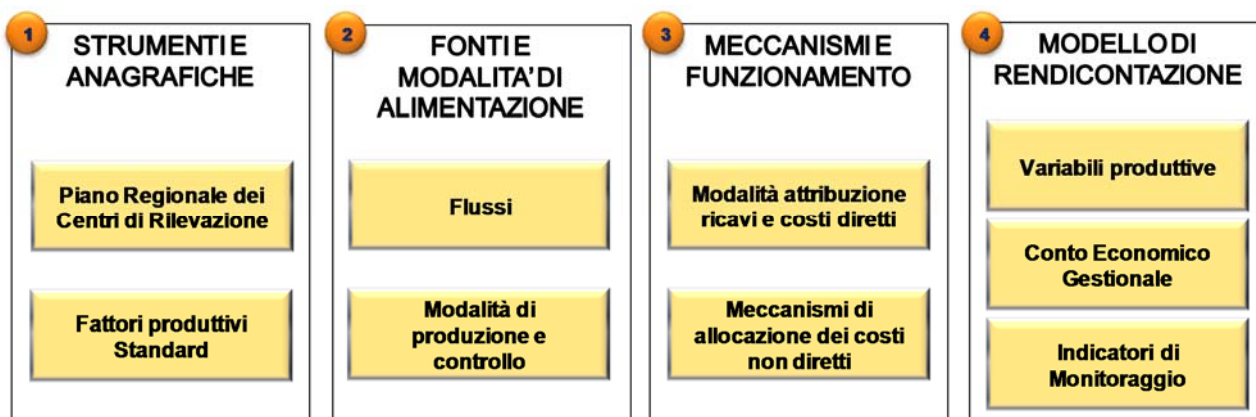 1
STRUMENTI E
ANAGRAFICHE
Piano Regionale dei
Centri di Rilevazione
Fattori produttivi
Standard
2
FONTI E
MODALITA' DI
ALIMENTAZIONE
Flussi
Modalità di
produzione e
controllo
3
MECCANISMI E
FUNZIONAMENTO
Modalità attribuzione
ricavi e costi diretti
Meccanismi di
allocazione dei costi
non diretti
4
MODELLO DI
RENDICONTAZIONE
Variabili produttive
Conto Economico
Gestionale
Indicatori di
Monitoraggio